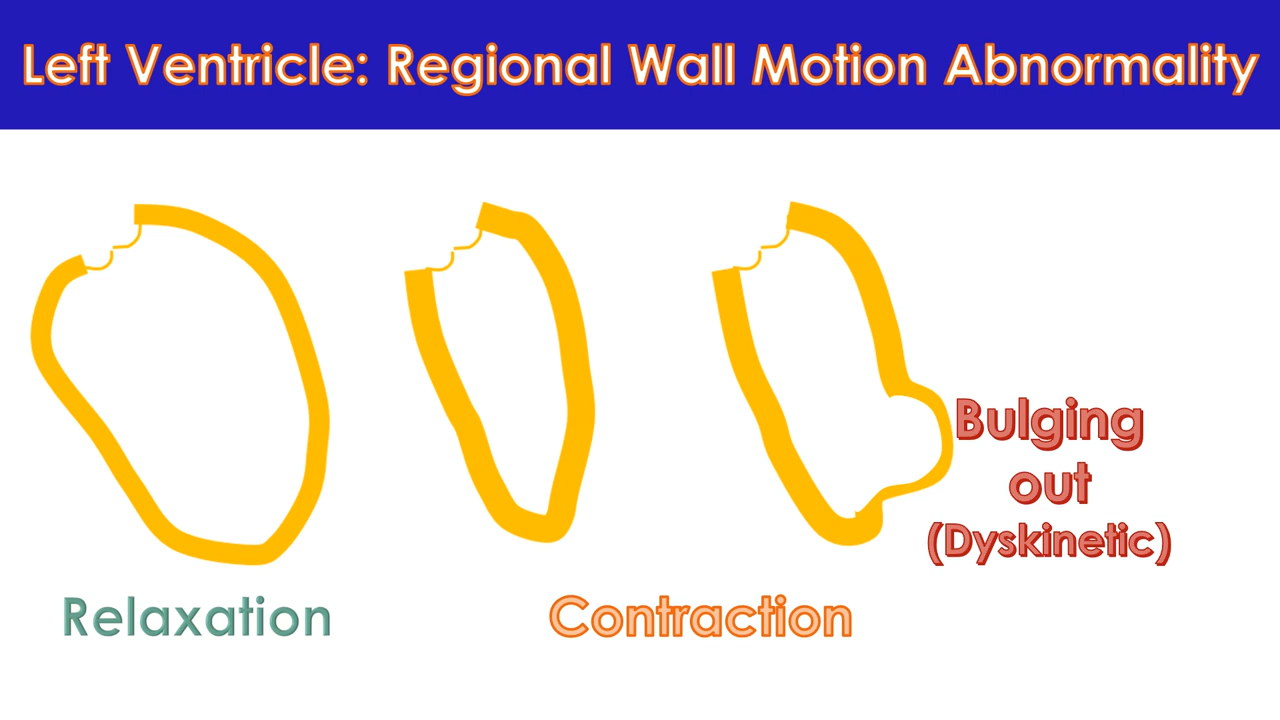 Left Ventricle: Regional Wall Motion Abnormality
Bulging
out
(Dyskinetic)
Relaxation
Contraction